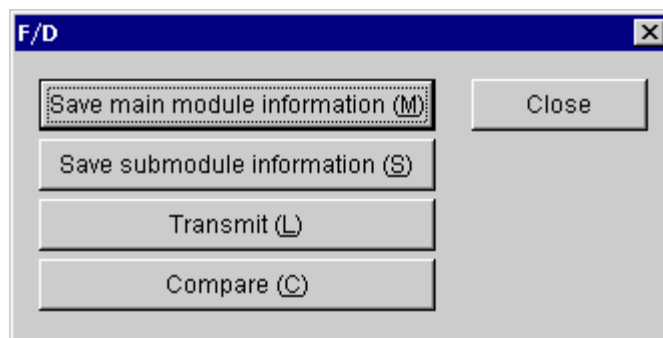 F/D
Save main module information (M)
Close
Save submodule information (S)
Transmit (L)
Compare (C)